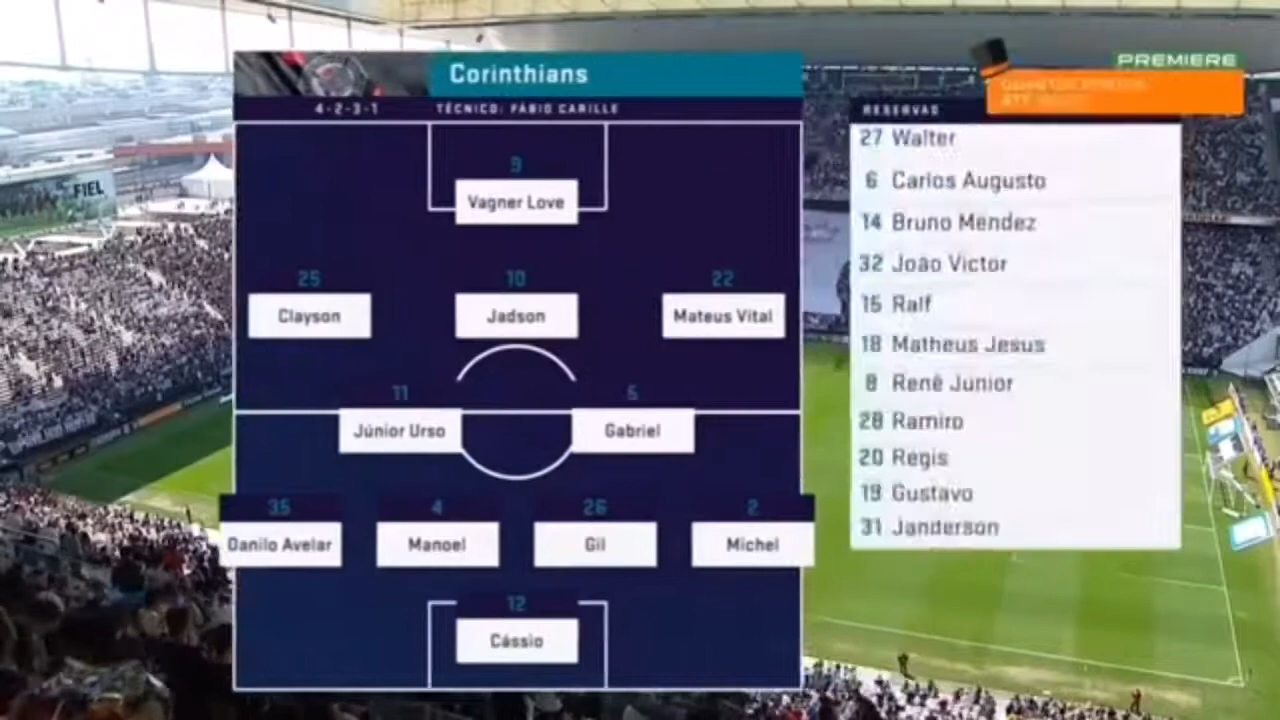 Corinthians
4-2-3-1 TÉCNICO: FÁBIO CARILLE
9
Vagner Love
25 10 22
Clayson Jadson Mateus Vital
11 5
Júnior Urso Gabriel
35 4 26 2
Danilo Avelar Manoel Gil Michel
12
Cássio
PREMIERE
RESERVAS
27 Walter
6 Carlos Augusto
14 Bruno Mendez
32 João Victor
15 Ralf
18 Matheus Jesus
8 Renê Junior
28 Ramiro
20 Régis
19 Gustavo
31 Janderson
FIEL